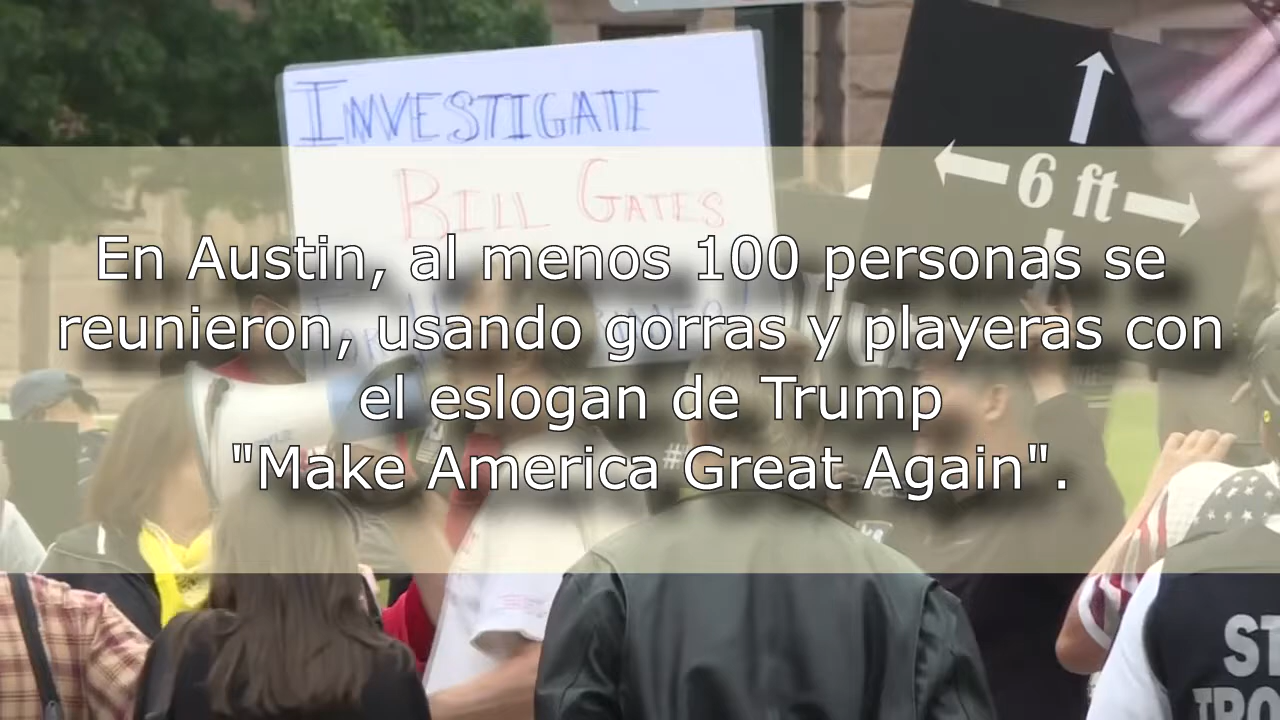 INVESTIGATE
BILL GATES
6 ft
En Austin, al menos 100 personas se
reunieron, usando gorras y playeras con
el eslogan de Trump
"Make America Great Again".
ST